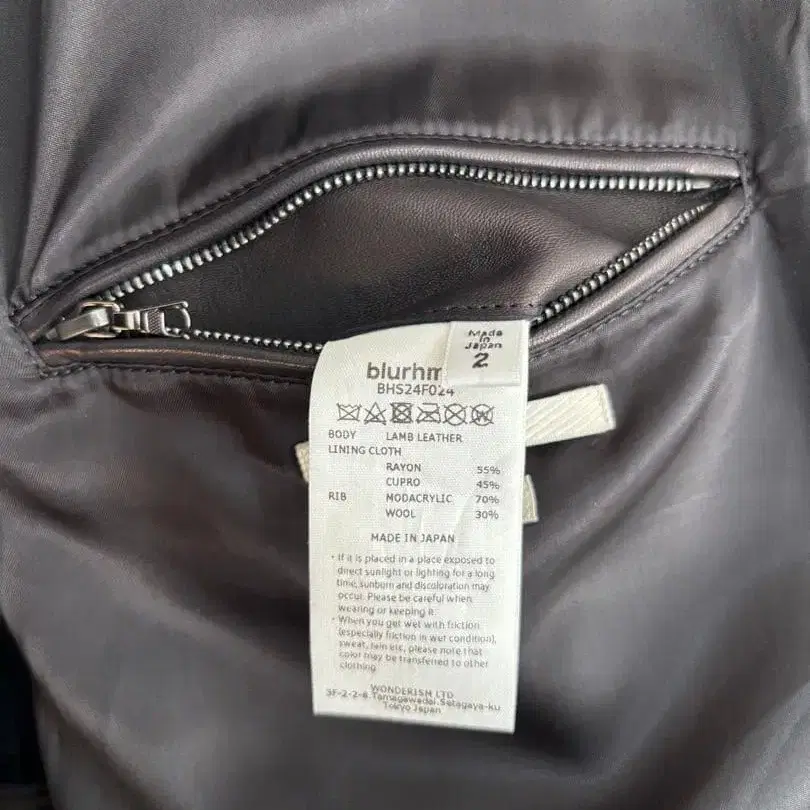 Made
in
Japan
2
blurhm
BHS24F024
BODY LAMB LEATHER
LINING CLOTH
RAYON 55%
CUPRO 45%
RIB MODACRYLIC 70%
WOOL 30%
MADE IN JAPAN
・If it is placed in a place exposed to
direct sunlight or lighting for a long
time, sunborn and discoloration may
occur. Please be careful when
wearing or keeping it.
・When you get wet with friction
(especially friction in wet condition),
sweat, rain etc, please note that
color may be transferred to other
clothing.
WONDERISM LTD
3F-2-2-6 Tamagawadai, Setagaya-ku
Tokyo Japan